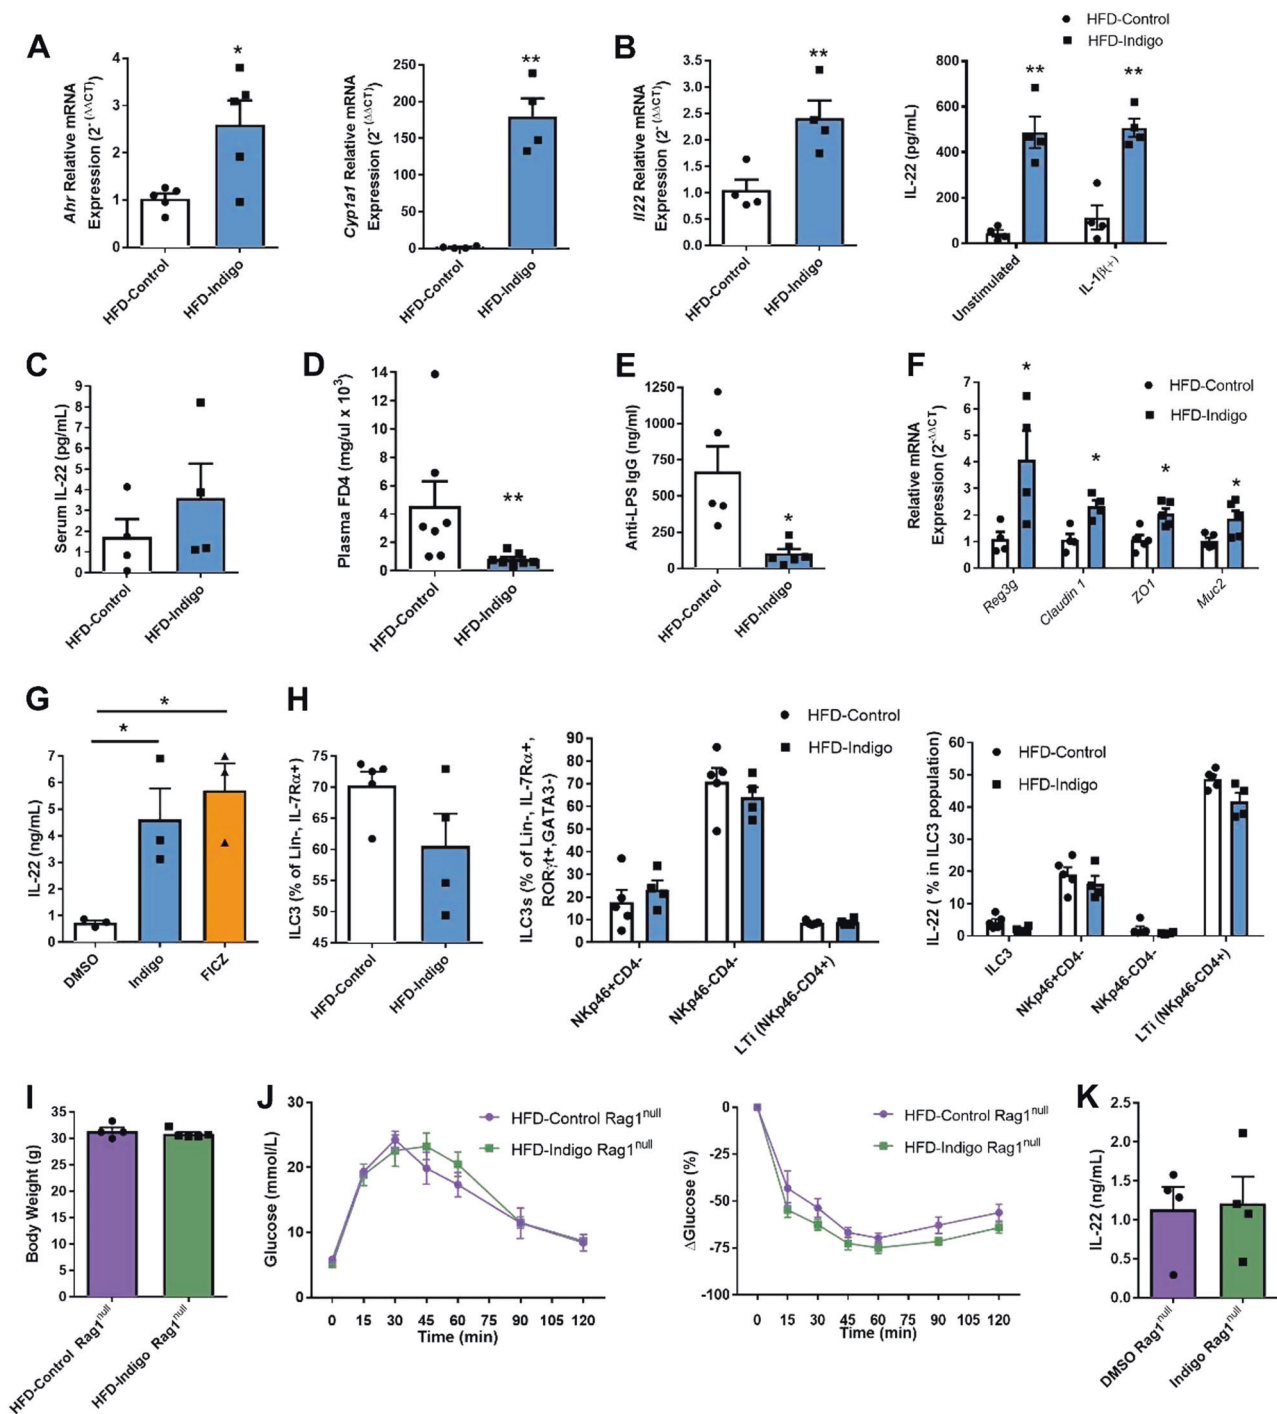 A
Ahr Relative mRNA
Expression (2^-(ΔΔCT))
4
3
2
1
0
*
HFD-Control
HFD-Indigo
Cyp1a1 Relative mRNA
Expression (2^-(ΔΔCT))
250
200
150
100
50
0
**
HFD-Control
HFD-Indigo
B
Il22 Relative mRNA
Expression (2^-(ΔΔCT))
3.5
3.0
2.5
2.0
1.5
1.0
0.5
0.0
**
HFD-Control
HFD-Indigo
HFD-Control
HFD-Indigo
IL-22
(pg/mL)
800
600
400
200
0
**
**
Unstimulated
IL-1β(+)
C
Serum IL-22 (pg/mL)
9
8
7
6
5
4
3
2
1
0
HFD-Control
HFD-Indigo
D
Plasma FD4 (mg/ul x 10³)
14
12
10
8
6
4
2
0
**
HFD-Control
HFD-Indigo
E
Anti-LPS IgG (ng/ml)
1250
1000
750
500
250
0
*
HFD-Control
HFD-Indigo
F
Relative mRNA
Expression (2^-ΔΔCT)
7
6
5
4
3
2
1
0
*
*
*
*
HFD-Control
HFD-Indigo
Reg3g
Claudin 1
ZO1
Muc2
G
IL-22 (ng/mL)
7
6
5
4
3
2
1
0
*
*
DMSO
Indigo
FICZ
H
ILC3 (% of Lin-, IL-7Rα+)
75
70
65
60
55
50
45
HFD-Control
HFD-Indigo
ILC3s (% of Lin-, IL-7Rα+,
RORγt+,GATA3-)
90
80
70
60
50
40
30
20
10
0
HFD-Control
HFD-Indigo
NKp46+CD4-
NKp46-CD4-
LTi (NKp46-CD4+)
IL-22 ( % in ILC3 population)
60
50
40
30
20
10
0
HFD-Control
HFD-Indigo
ILC3
NKp46+CD4-
NKp46-CD4-
LTi (NKp46-CD4+)
I
Body Weight (g)
35
30
25
20
15
10
5
0
HFD-Control Rag1^null
HFD-Indigo Rag1^null
J
Glucose (mmol/L)
30
20
10
0
HFD-Control Rag1^null
HFD-Indigo Rag1^null
0 15 30 45 60 75 90 105 120
Time (min)
ΔGlucose (%)
0
-25
-50
-75
-100
HFD-Control Rag1^null
HFD-Indigo Rag1^null
0 15 30 45 60 75 90 105 120
Time (min)
K
IL-22 (ng/mL)
2.5
2.0
1.5
1.0
0.5
0.0
DMSO Rag1^null
Indigo Rag1^null